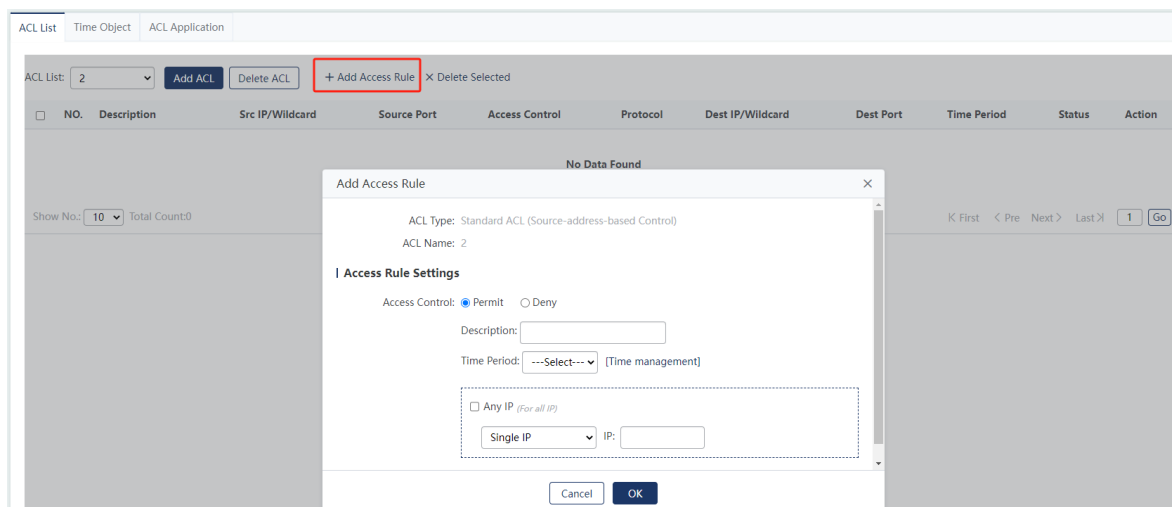 ACL List Time Object ACL Application
ACL List: 2 Add ACL Delete ACL + Add Access Rule × Delete Selected
NO. Description Src IP/Wildcard Source Port Access Control Protocol Dest IP/Wildcard Dest Port Time Period Status Action
No Data Found
Show No.: 10 Total Count:0 First < Pre Next > Last 1 Go
Add Access Rule ×
ACL Type: Standard ACL (Source-address-based Control)
ACL Name: 2
Access Rule Settings
Access Control: Permit Deny
Description:
Time Period: ---Select--- [Time management]
Any IP (For all IP)
Single IP IP:
Cancel OK